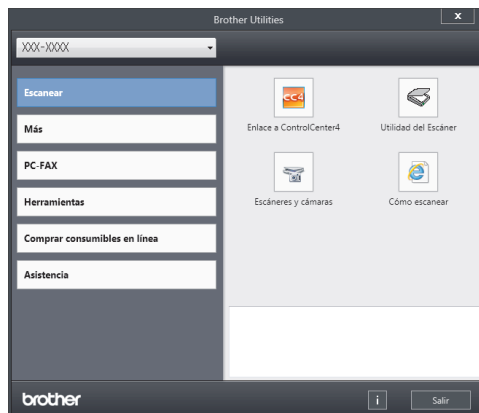 Brother Utilities
x
XXX-XXXX
Escanear
Más
PC-FAX
Herramientas
Comprar consumibles en línea
Asistencia
CC4
Enlace a ControlCenter4
Utilidad del Escáner
Escáneres y cámaras
Cómo escanear
brother
i
Salir